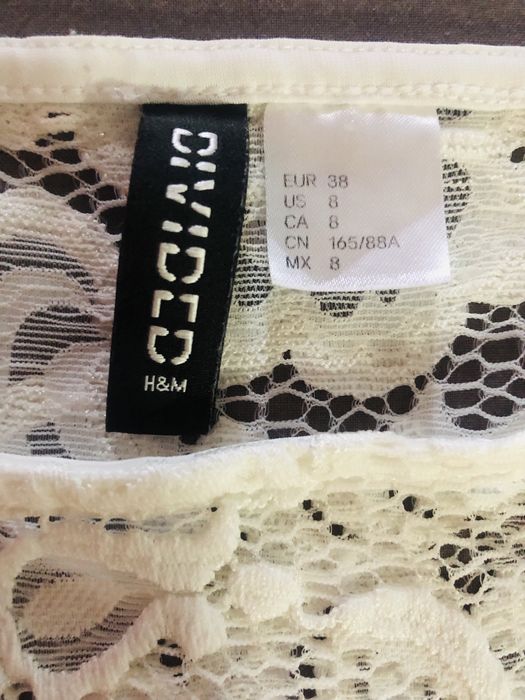 DIVIDED
H&M
EUR 38
US 8
CA 8
CN 165/88A
MX 8